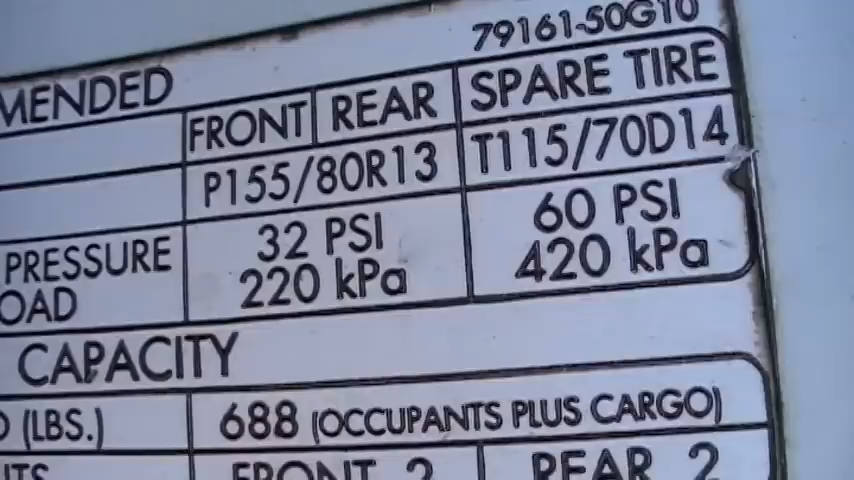 79161-50G10
MENDED
FRONT REAR SPARE TIRE
P155/80R13 T115/70D14
PRESSURE 32 PSI 60 PSI
OAD 220 kPa 420 kPa
CAPACITY
(LBS.) 688 (OCCUPANTS PLUS CARGO)
FRONT 2 REAR 2